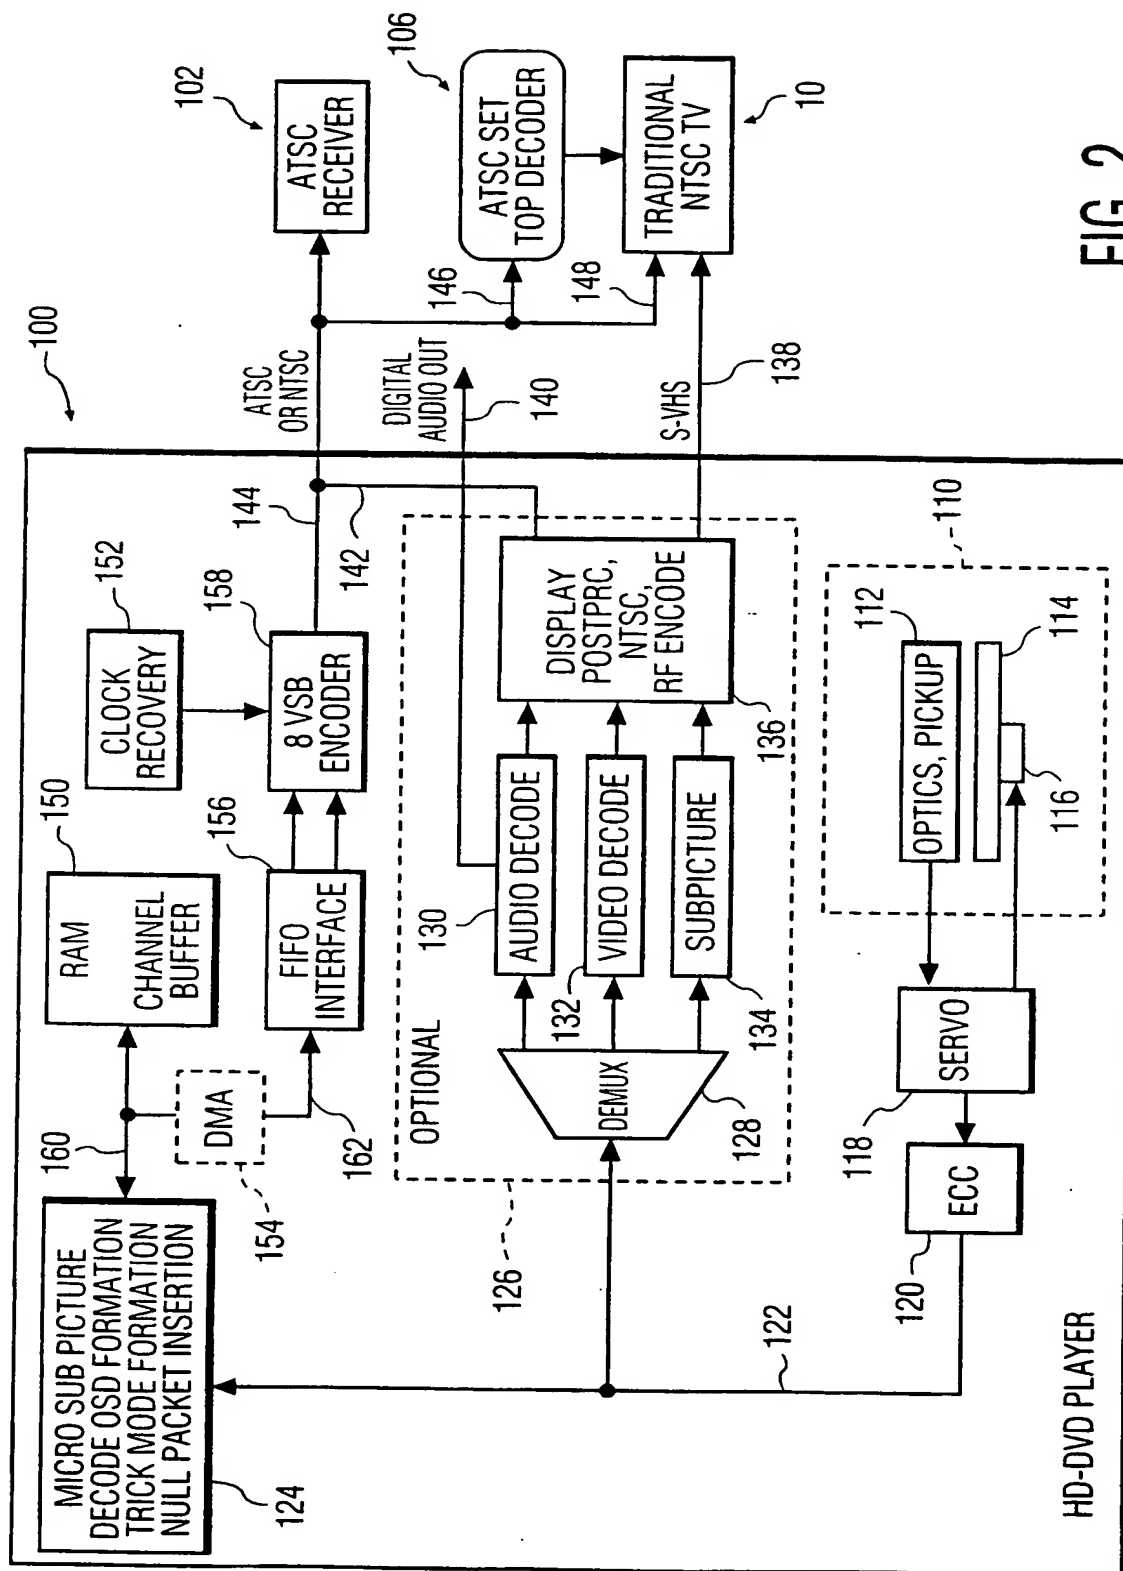 100
MICRO SUB PICTURE
DECODE OSD FORMATION
TRICK MODE FORMATION
NULL PACKET INSERTION
124
160
DMA
154
162
RAM
CHANNEL
BUFFER
150
FIFO
INTERFACE
156
CLOCK
RECOVERY
152
8 VSB
ENCODER
158
144
142
ATSC
OR NTSC
ATSC
RECEIVER
102
ATSC SET
TOP DECODER
106
146
148
TRADITIONAL
NTSC TV
10
DIGITAL
AUDIO OUT
140
S-VHS
138
OPTIONAL
126
DEMUX
128
AUDIO DECODE
130
VIDEO DECODE
132
SUBPICTURE
134
DISPLAY
POSTPRC,
NTSC,
RF ENCODE
136
122
ECC
120
SERVO
118
OPTICS, PICKUP
112
114
116
110
HD-DVD PLAYER
FIG. 2